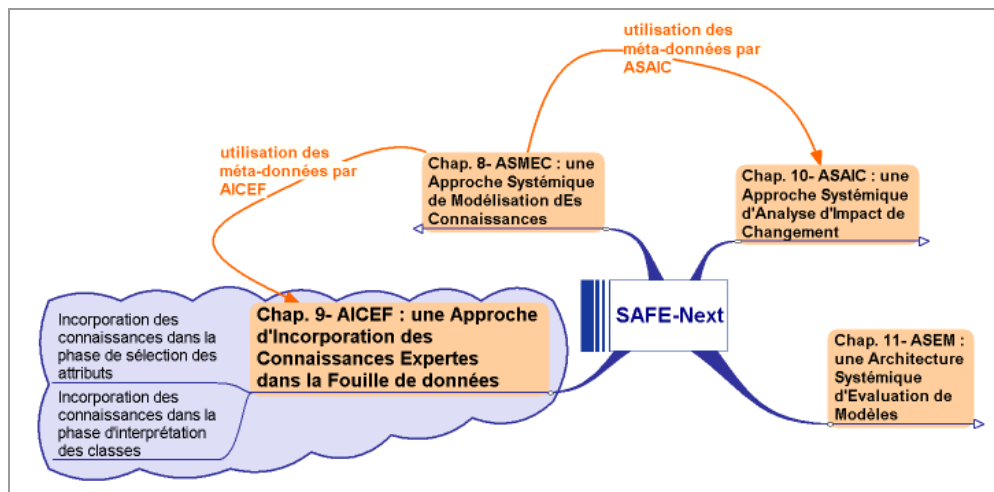 utilisation des
méta-données par
ASAIC
utilisation des
méta-données par
AICEF
Chap. 8- ASMEC : une
Approche Systémique
de Modélisation dEs
Connaissances
Chap. 10- ASAIC : une
Approche Systémique
d'Analyse d'Impact de
Changement
SAFE-Next
Chap. 9- AICEF : une Approche
d'Incorporation des
Connaissances Expertes
dans la Fouille de données
Incorporation des
connaissances dans la
phase de sélection des
attributs
Incorporation des
connaissances dans la
phase d'interprétation
des classes
Chap. 11- ASEM :
une Architecture
Systémique
d'Evaluation de
Modèles